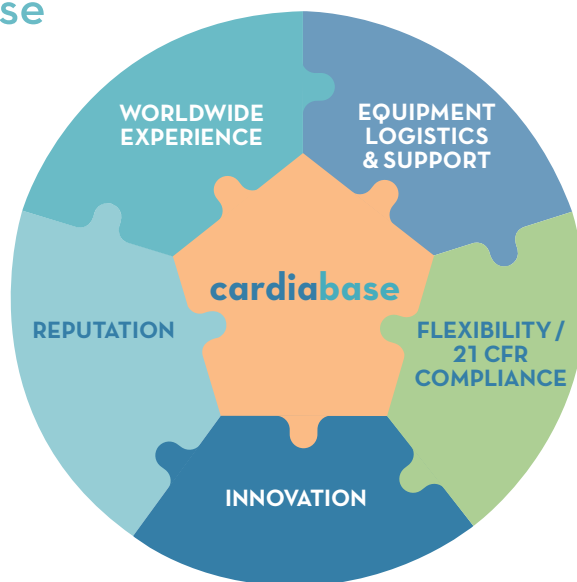 se
WORLDWIDE
EXPERIENCE
EQUIPMENT
LOGISTICS
& SUPPORT
cardiabase
REPUTATION
FLEXIBILITY /
21 CFR
COMPLIANCE
INNOVATION